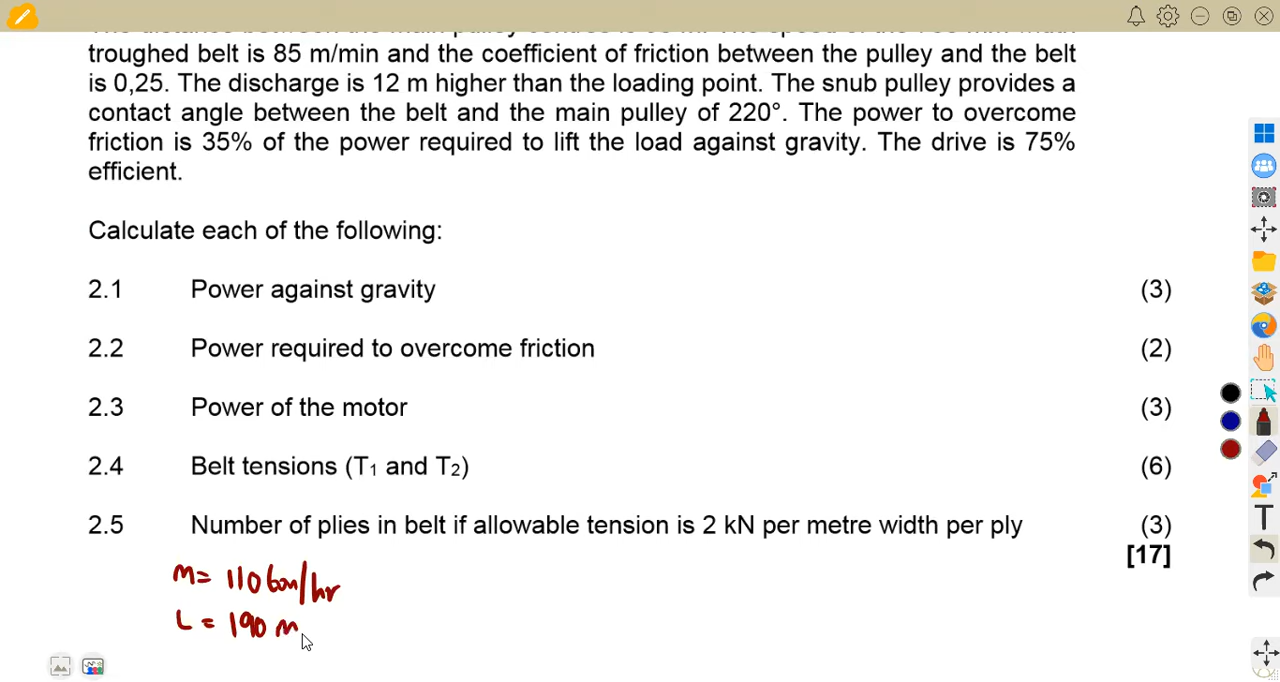 troughed belt is 85 m/min and the coefficient of friction between the pulley and the belt
is 0,25. The discharge is 12 m higher than the loading point. The snub pulley provides a
contact angle between the belt and the main pulley of 220°. The power to overcome
friction is 35% of the power required to lift the load against gravity. The drive is 75%
efficient.
Calculate each of the following:
2.1 Power against gravity (3)
2.2 Power required to overcome friction (2)
2.3 Power of the motor (3)
2.4 Belt tensions (T₁ and T₂) (6)
2.5 Number of plies in belt if allowable tension is 2 kN per metre width per ply (3)
[17]
M = 110 ton/hr
L = 190 m